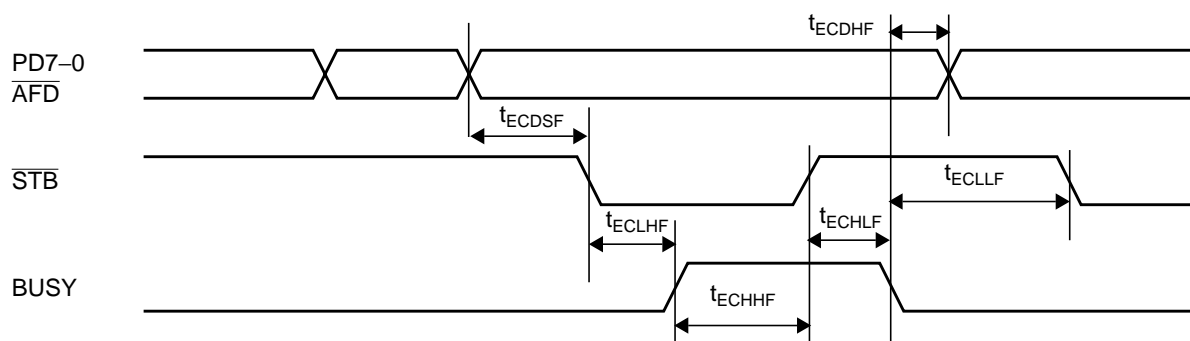 tECDHF
PD7–0
AFD
tECDSF
STB
tECLLF
tECLHF
tECHLF
BUSY
tECHHF